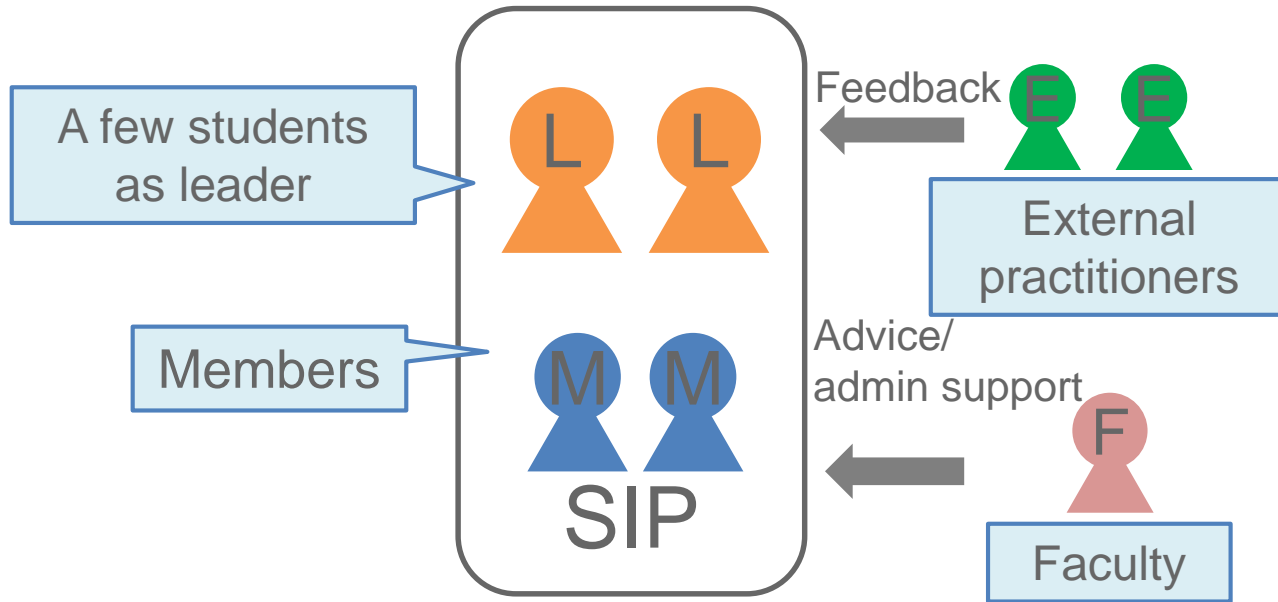 A few students
as leader
L L
Members
M M
SIP
Feedback
E E
External
practitioners
Advice/
admin support
F
Faculty